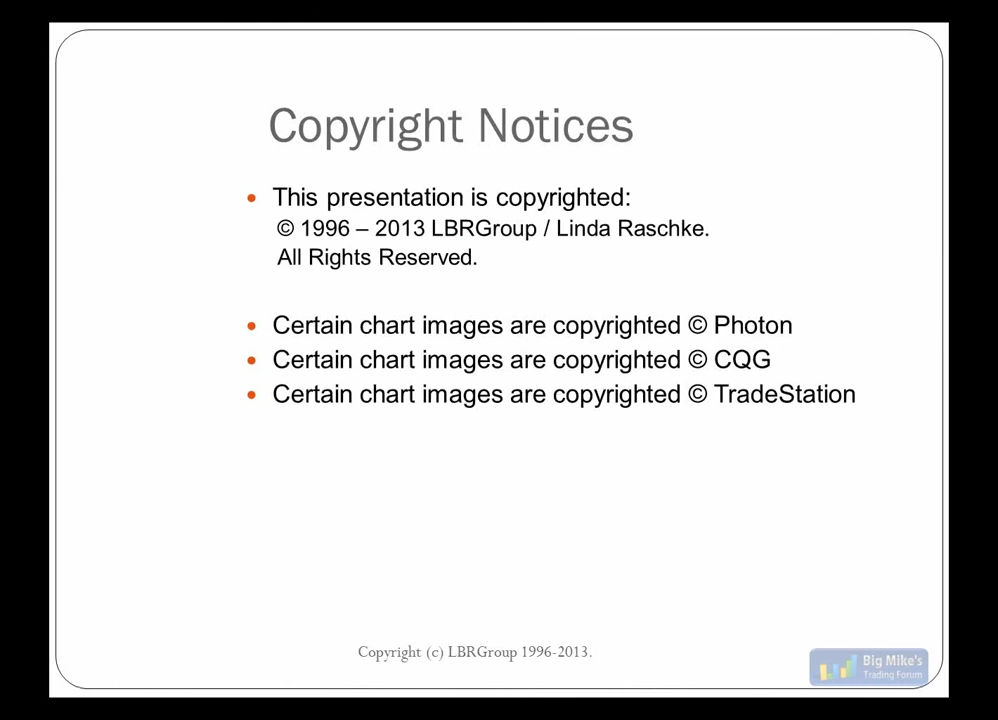 Copyright Notices
• This presentation is copyrighted:
© 1996 – 2013 LBRGroup / Linda Raschke.
All Rights Reserved.
• Certain chart images are copyrighted © Photon
• Certain chart images are copyrighted © CQG
• Certain chart images are copyrighted © TradeStation
Copyright (c) LBRGroup 1996-2013.
Big Mike's
Trading Forum